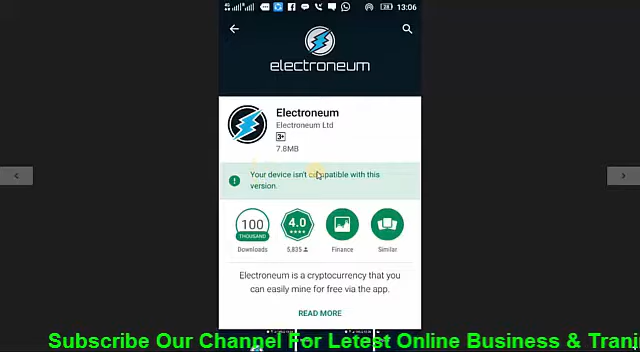 28 13:06
electroneum
Electroneum
Electroneum Ltd
3+
7.8MB
Your device isn't compatible with this
version.
100
THOUSAND
Downloads
4.0
5,835
Finance
Similar
Electroneum is a cryptocurrency that you
can easily mine for free via the app.
READ MORE
Subscribe Our Channel For Letest Online Business & Trani